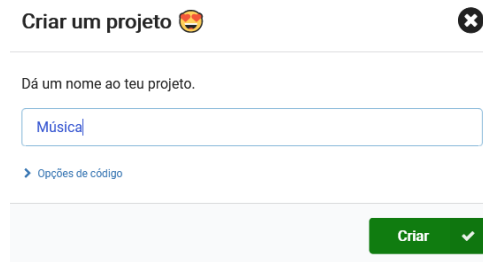 Criar um projeto 😍
Dá um nome ao teu projeto.
Música
Opções de código
Criar